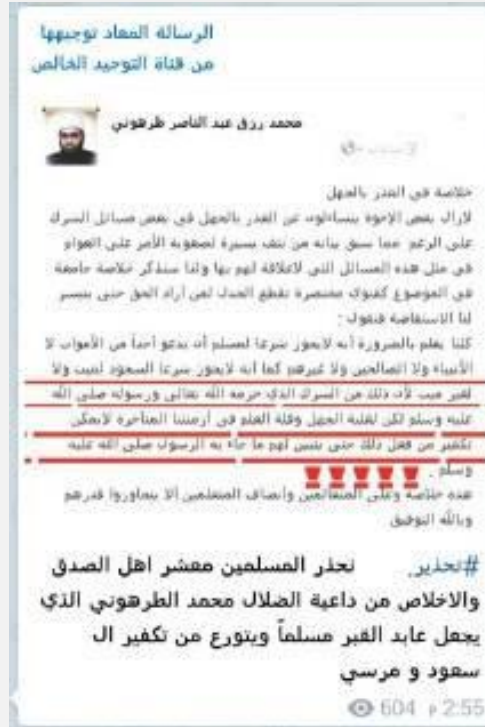 الرسالة المعاد توجيهها
من قناة التوحيد الخالص
محمد رزق عبد الناصر طرهوني
خلاصة في العذر بالجهل
لازال بعض الإخوة يتساءلون عن العذر بالجهل في بعض مسائل الشرك
على الرغم مما سبق بيانه من نتف يسيرة لصعوبة الأمر على العوام
في مثل هذه المسائل التي لاعلاقة لهم بها ولذا سنذكر خلاصة جامعة
في الموضوع كفتوى مختصرة تقطع الجدل لمن أراد الحق حتى يتيسر
لنا الاستفاضة فنقول :
كلنا يعلم بالضرورة أنه لايجوز شرعا لمسلم أن يدعو أحدا من الأموات لا
الأنبياء ولا الصالحين ولا غيرهم كما أنه لايجوز شرعا السجود لميت ولا
لغير ميت لأن ذلك من الشرك الذي حرمه الله تعالى ورسوله صلى الله
عليه وسلم لكن لغلبة الجهل وقلة العلم في أزمنتنا المتأخرة لايمكن
تكفير من فعل ذلك حتى يتبين لهم ما جاء به الرسول صلى الله عليه
وسلم .
هذه خلاصة وعلى المتعالمين وأنصاف المتعلمين ألا يتجاوزوا قدرهم
وبالله التوفيق
#تحذير. نحذر المسلمين معشر اهل الصدق
والاخلاص من داعية الضلال محمد الطرهوني الذي
يجعل عابد القبر مسلماً ويتورع من تكفير ال
سعود و مرسي
604 2:55 م